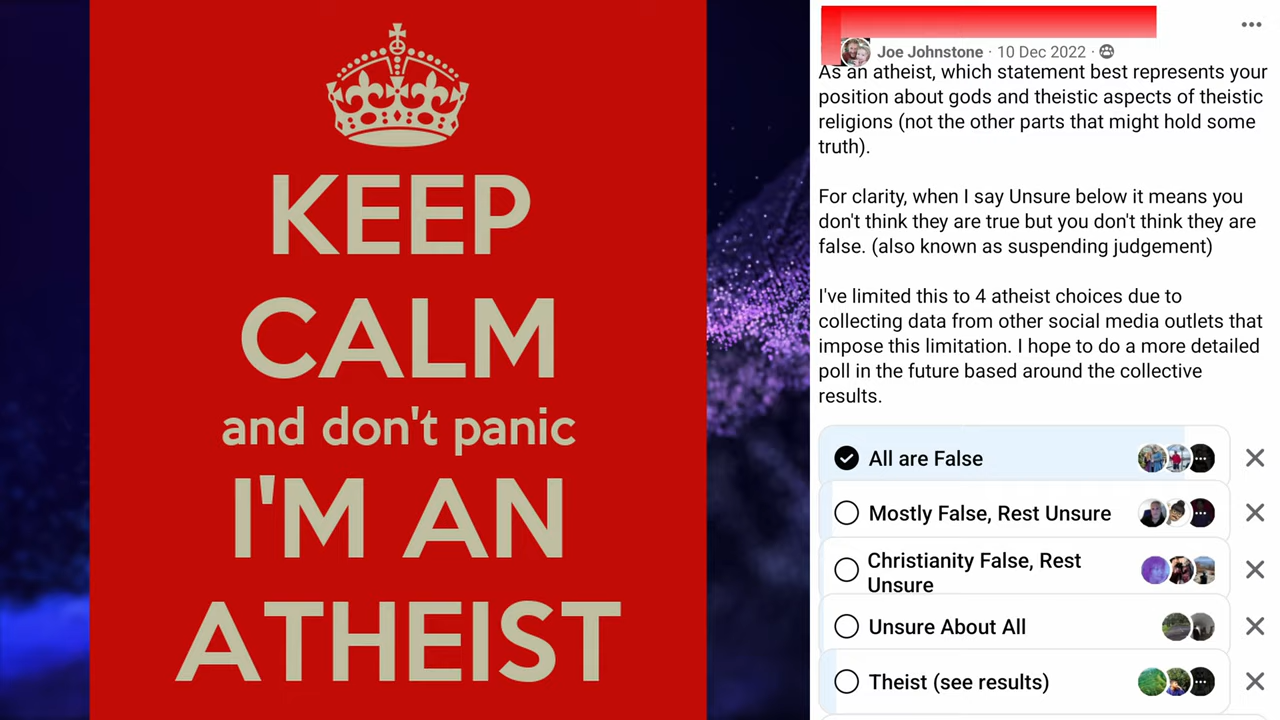 KEEP
CALM
and don't panic
I'M AN
ATHEIST
Joe Johnstone · 10 Dec 2022 ·
As an atheist, which statement best represents your
position about gods and theistic aspects of theistic
religions (not the other parts that might hold some
truth).
For clarity, when I say Unsure below it means you
don't think they are true but you don't think they are
false. (also known as suspending judgement)
I've limited this to 4 atheist choices due to
collecting data from other social media outlets that
impose this limitation. I hope to do a more detailed
poll in the future based around the collective
results.
All are False
Mostly False, Rest Unsure
Christianity False, Rest
Unsure
Unsure About All
Theist (see results)